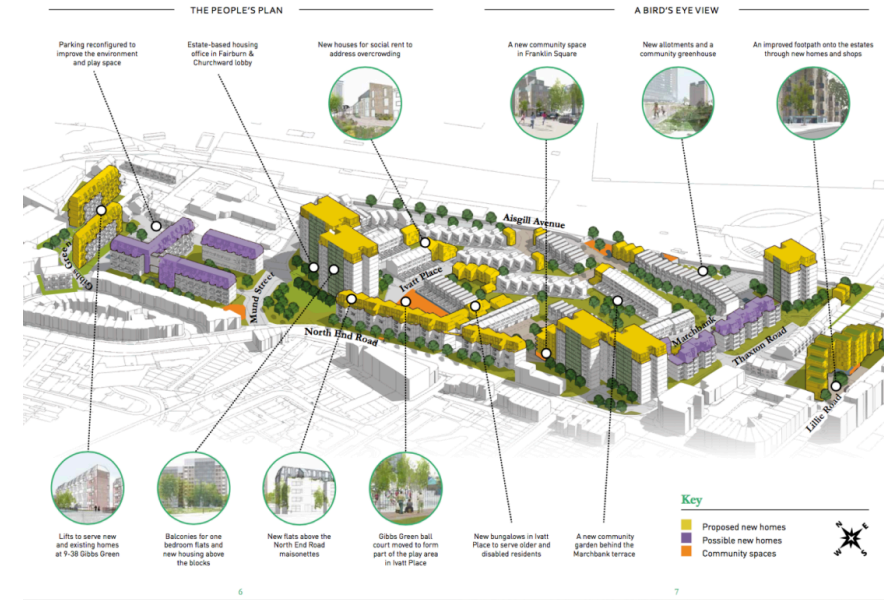 THE PEOPLE'S PLAN
A BIRD'S EYE VIEW
Parking reconfigured to
improve the environment
and play space
Estate-based housing
office in Fairburn &
Churchward lobby
New houses for social rent to
address overcrowding
A new community space
in Franklin Square
New allotments and a
community greenhouse
An improved footpath onto the estates
through new homes and shops
Aisgill Avenue
Gibbs Green
Mund Street
Ivatt Place
North End Road
Marchbank
Thaxton Road
Lillie Road
Lifts to serve new
and existing homes
at 9-38 Gibbs Green
Balconies for one
bedroom flats and
new housing above
the blocks
New flats above the
North End Road
maisonettes
Gibbs Green ball
court moved to form
part of the play area
in Ivatt Place
New bungalows in Ivatt
Place to serve older and
disabled residents
A new community
garden behind the
Marchbank terrace
Key
Proposed new homes
Possible new homes
Community spaces
N
E
S
W
6
7